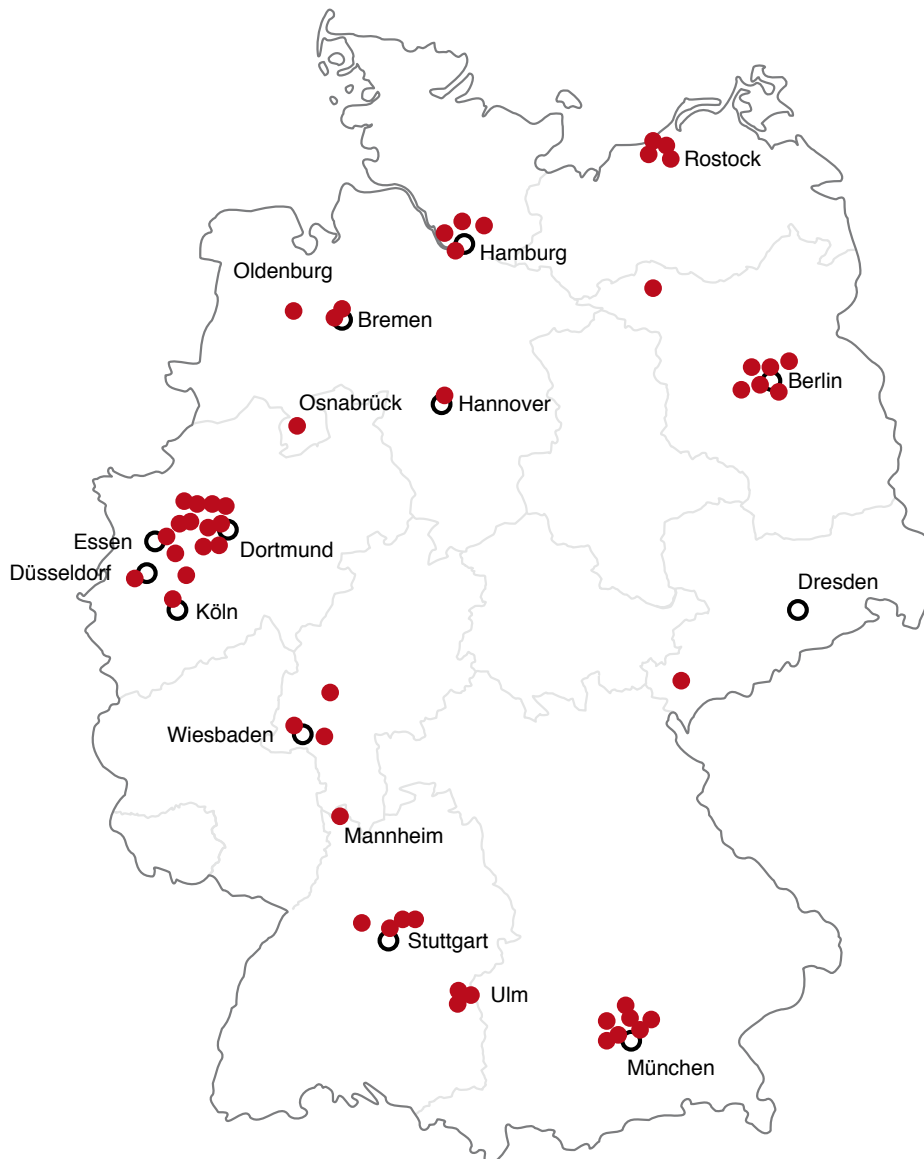 Rostock
Hamburg
Oldenburg
Bremen
Berlin
Osnabrück
Hannover
Essen
Dortmund
Düsseldorf
Dresden
Köln
Wiesbaden
Mannheim
Stuttgart
Ulm
München